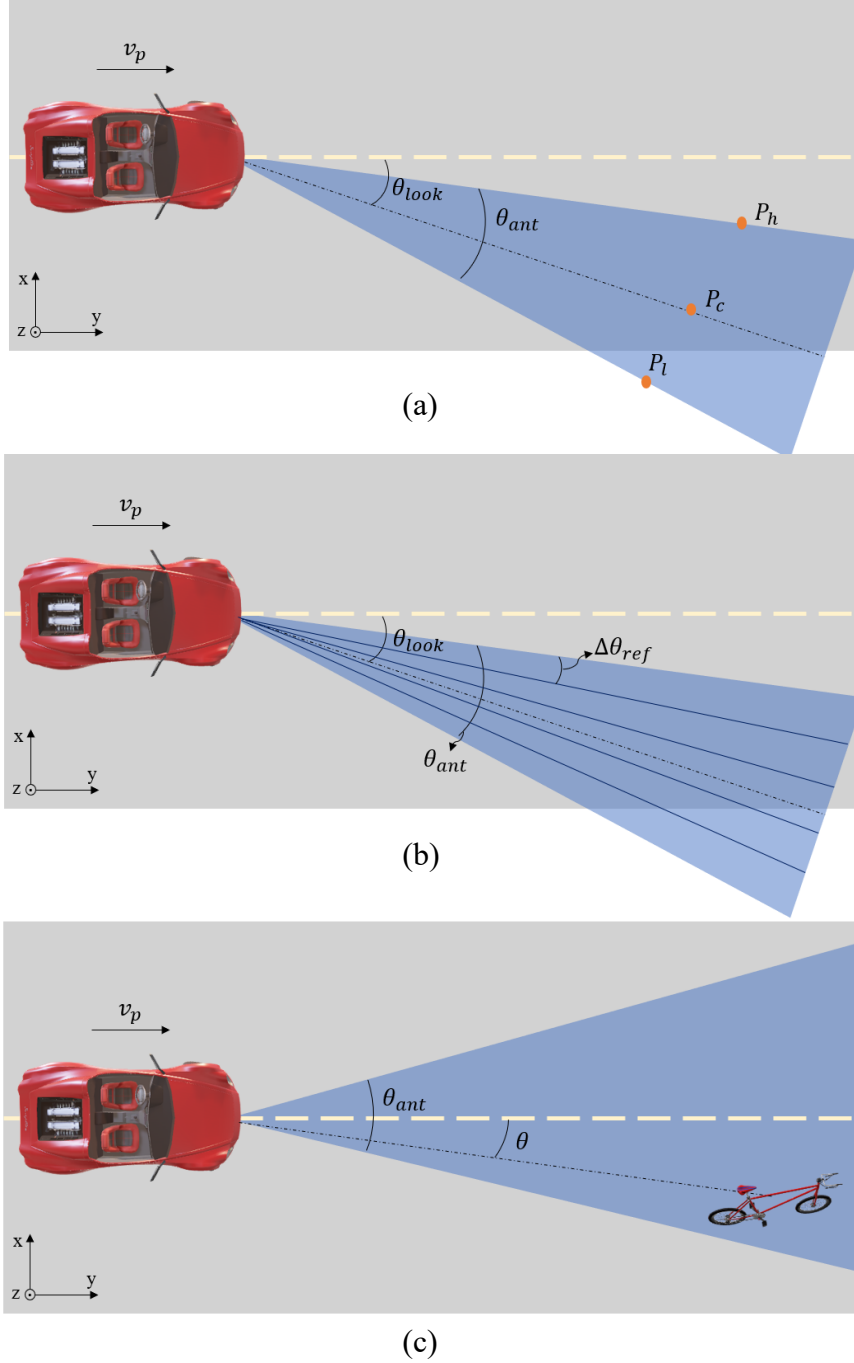 v_p
θ_look
θ_ant
P_h
P_c
P_l
x
z
y
(a)
v_p
θ_look
Δθ_ref
θ_ant
x
z
y
(b)
v_p
θ_ant
θ
x
z
y
(c)